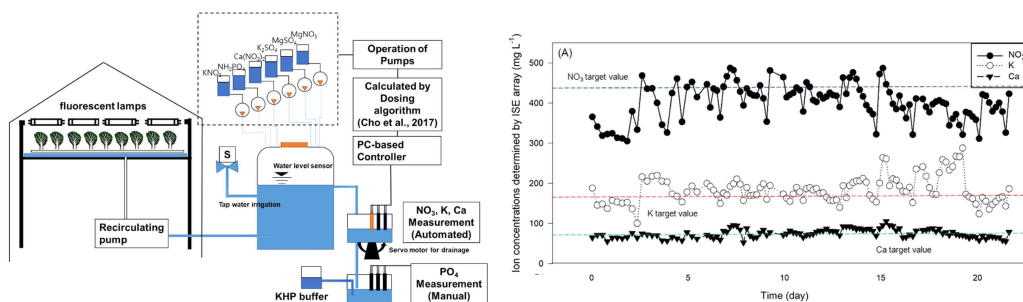 fluorescent lamps
Recirculating
pump
S
Tap water irrigation
Water level sensor
KNO3
NH4PO4
Ca(NO3)2
K2SO4
MgSO4
MgNO3
Operation of
Pumps
Calculated by
Dosing
algorithm
(Cho et al., 2017)
PC-based
Controller
NO3, K, Ca
Measurement
(Automated)
Servo motor for drainage
PO4
Measurement
(Manual)
KHP buffer
(A)
Ion concentrations determined by ISE array (mg L-1)
500
400
300
200
100
0
NO3 target value
K target value
Ca target value
NO3
K
Ca
0
5
10
15
20
Time (day)